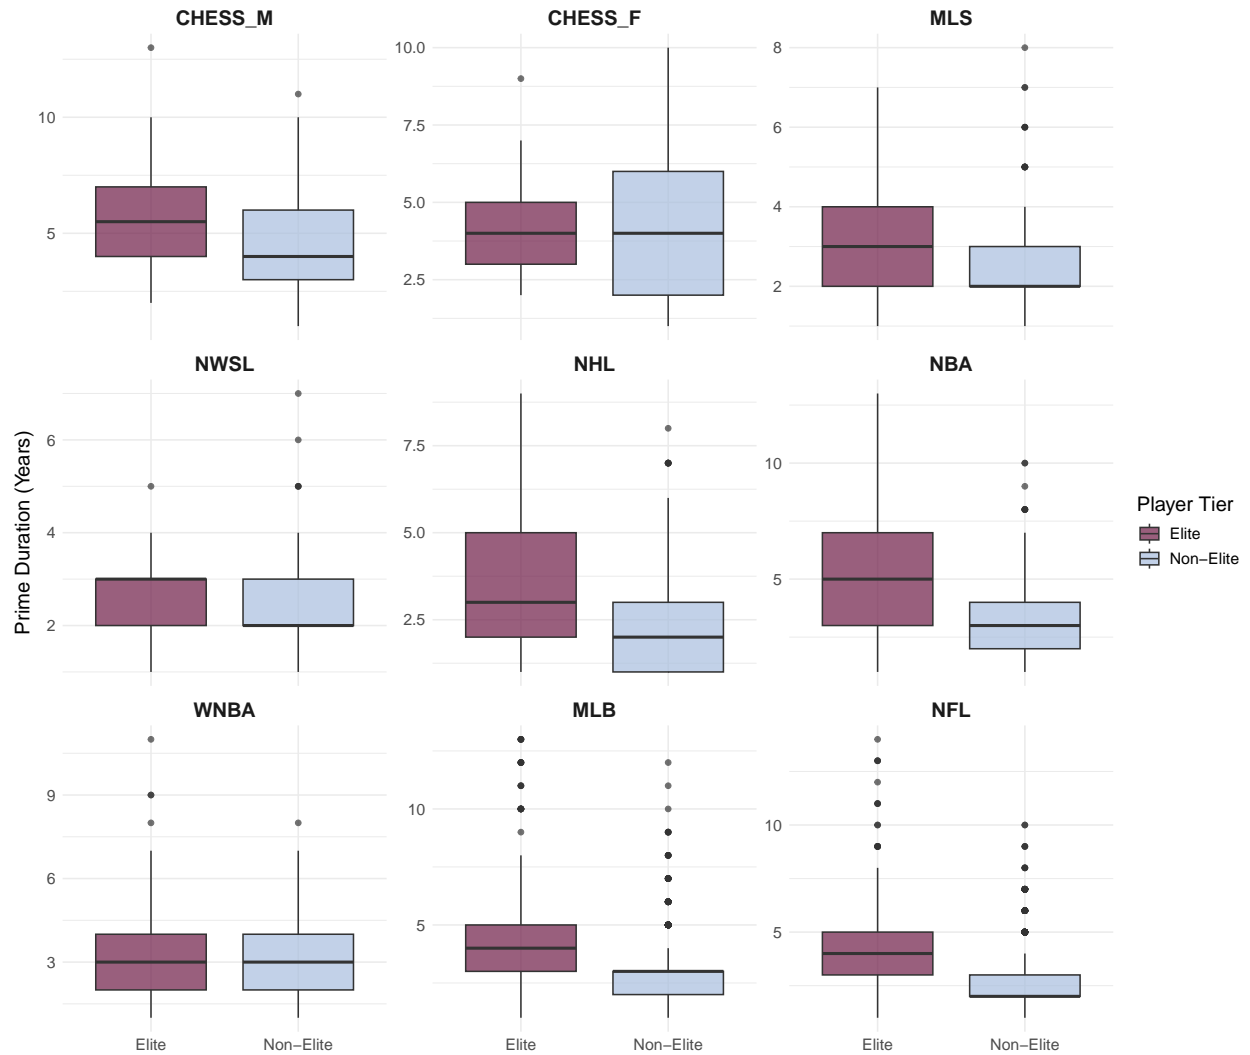 CHESS_M
CHESS_F
MLS
10
5
10.0
7.5
5.0
2.5
8
6
4
2
NWSL
NHL
NBA
6
4
2
7.5
5.0
2.5
10
5
WNBA
MLB
NFL
9
6
3
10
5
10
5
Elite
Non−Elite
Elite
Non−Elite
Elite
Non−Elite
Prime Duration (Years)
Player Tier
Elite
Non−Elite